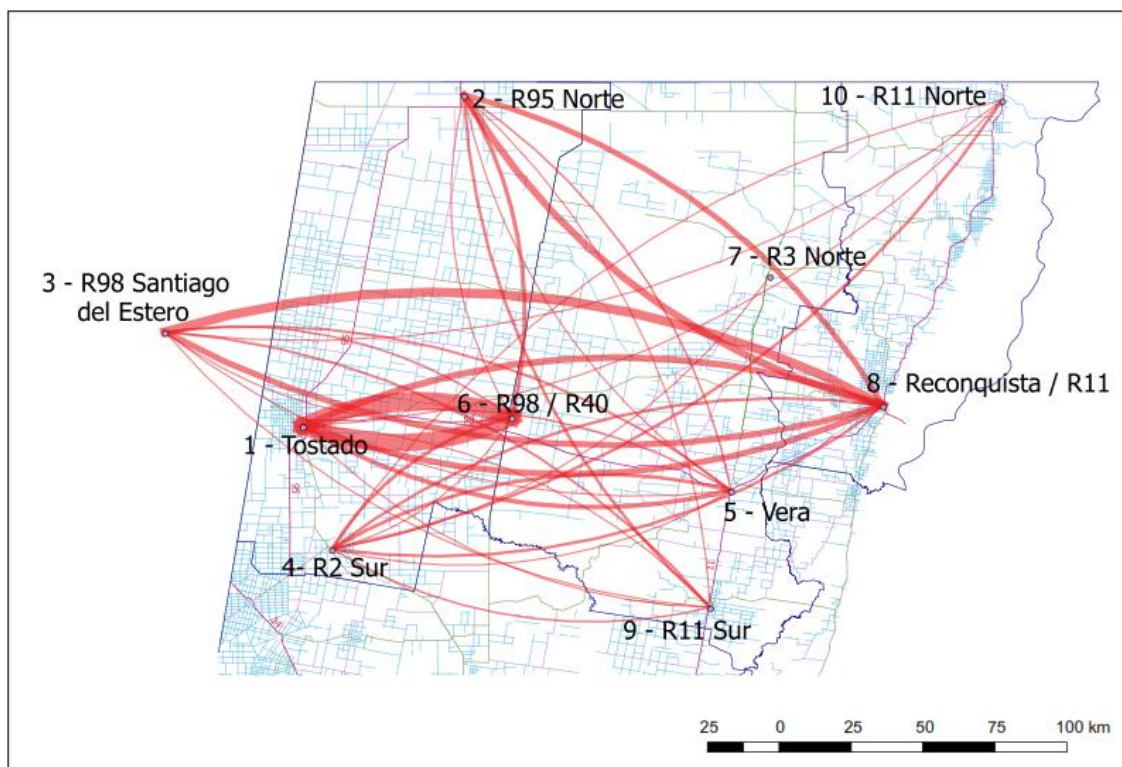 2 - R95 Norte
10 - R11 Norte
7 - R3 Norte
3 - R98 Santiago
del Estero
8 - Reconquista / R11
6 - R98 / R40
1 - Tostado
5 - Vera
4- R2 Sur
9 - R11 Sur
11
25 0 25 50 75 100 km